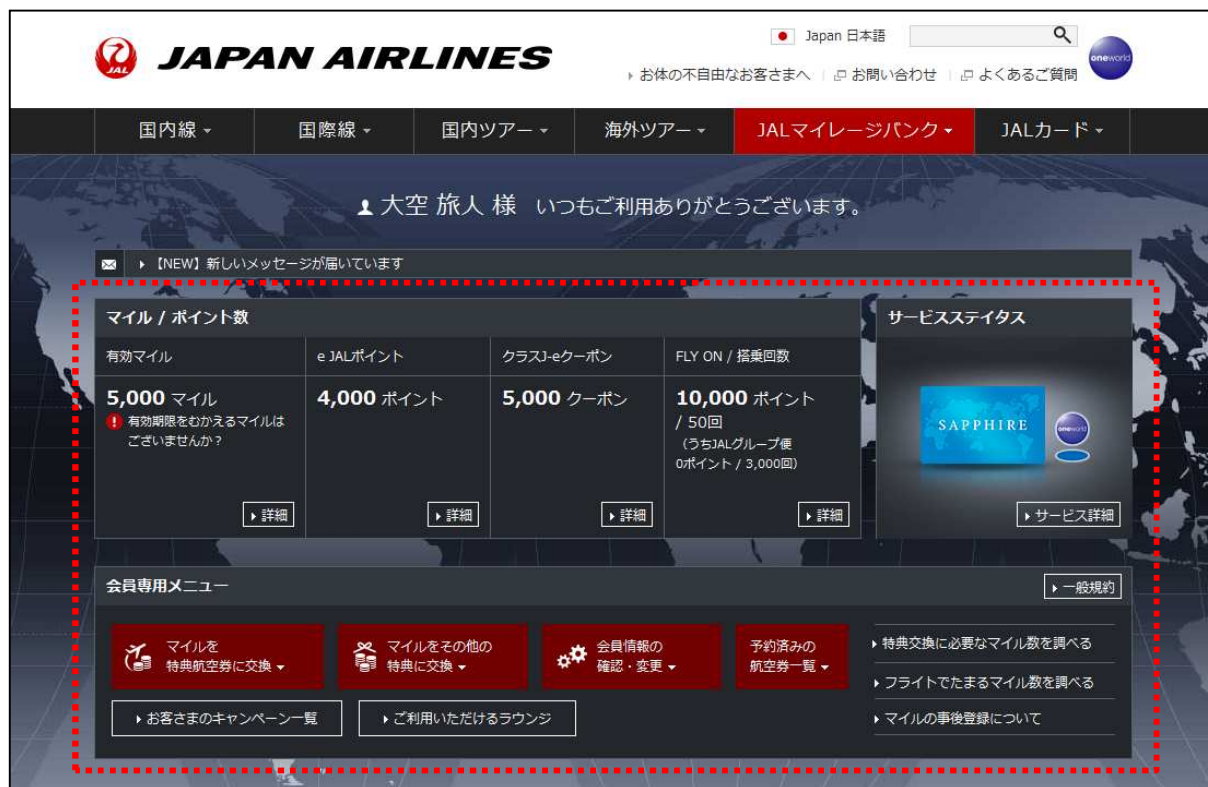 JAL
JAPAN AIRLINES
Japan 日本語
oneworld
お体の不自由なお客さまへ
お問い合わせ
よくあるご質問
国内線
国際線
国内ツアー
海外ツアー
JALマイレージバンク
JALカード
大空 旅人 様 いつもご利用ありがとうございます。
【NEW】新しいメッセージが届いています
マイル / ポイント数
有効マイル
5,000 マイル
有効期限をむかえるマイルは
ございませんか？
詳細
e JALポイント
4,000 ポイント
詳細
クラスJ-eクーポン
5,000 クーポン
詳細
FLY ON / 搭乗回数
10,000 ポイント
/ 50回
（うちJALグループ便
0ポイント / 3,000回）
詳細
サービスステイタス
SAPPHIRE
oneworld
サービス詳細
会員専用メニュー
一般規約
マイルを
特典航空券に交換
マイルをその他の
特典に交換
会員情報の
確認・変更
予約済みの
航空券一覧
特典交換に必要なマイル数を調べる
フライトでたまるマイル数を調べる
マイルの事後登録について
お客さまのキャンペーン一覧
ご利用いただけるラウンジ